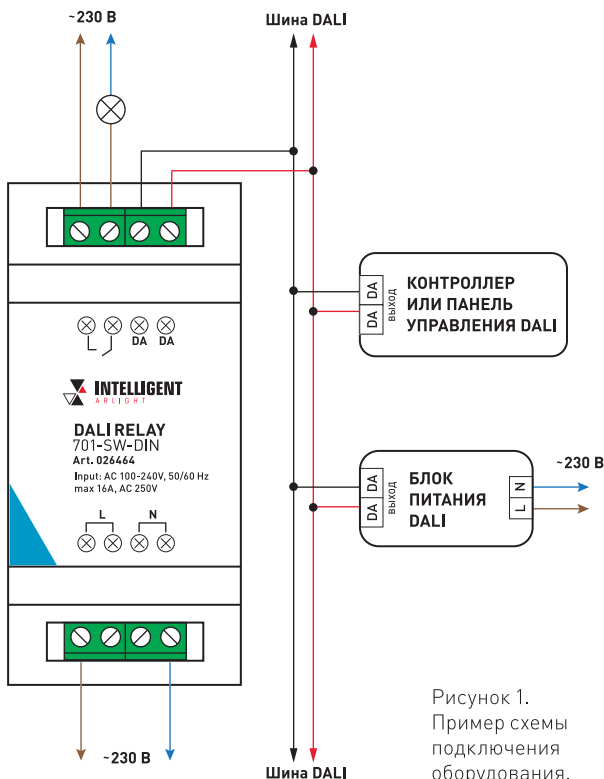 ~230 В
Шина DALI
DA DA
INTELLIGENT
ARLIGHT
DALI RELAY
701-SW-DIN
Art. 026464
Input: AC 100-240V, 50/60 Hz
max 16A, AC 250V
L N
~230 В
DA
DA
ВЫХОД
КОНТРОЛЛЕР
ИЛИ ПАНЕЛЬ
УПРАВЛЕНИЯ DALI
DA
DA
ВЫХОД
БЛОК
ПИТАНИЯ
DALI
N
L
~230 В
Шина DALI
Рисунок 1.
Пример схемы
подключения
оборудования.